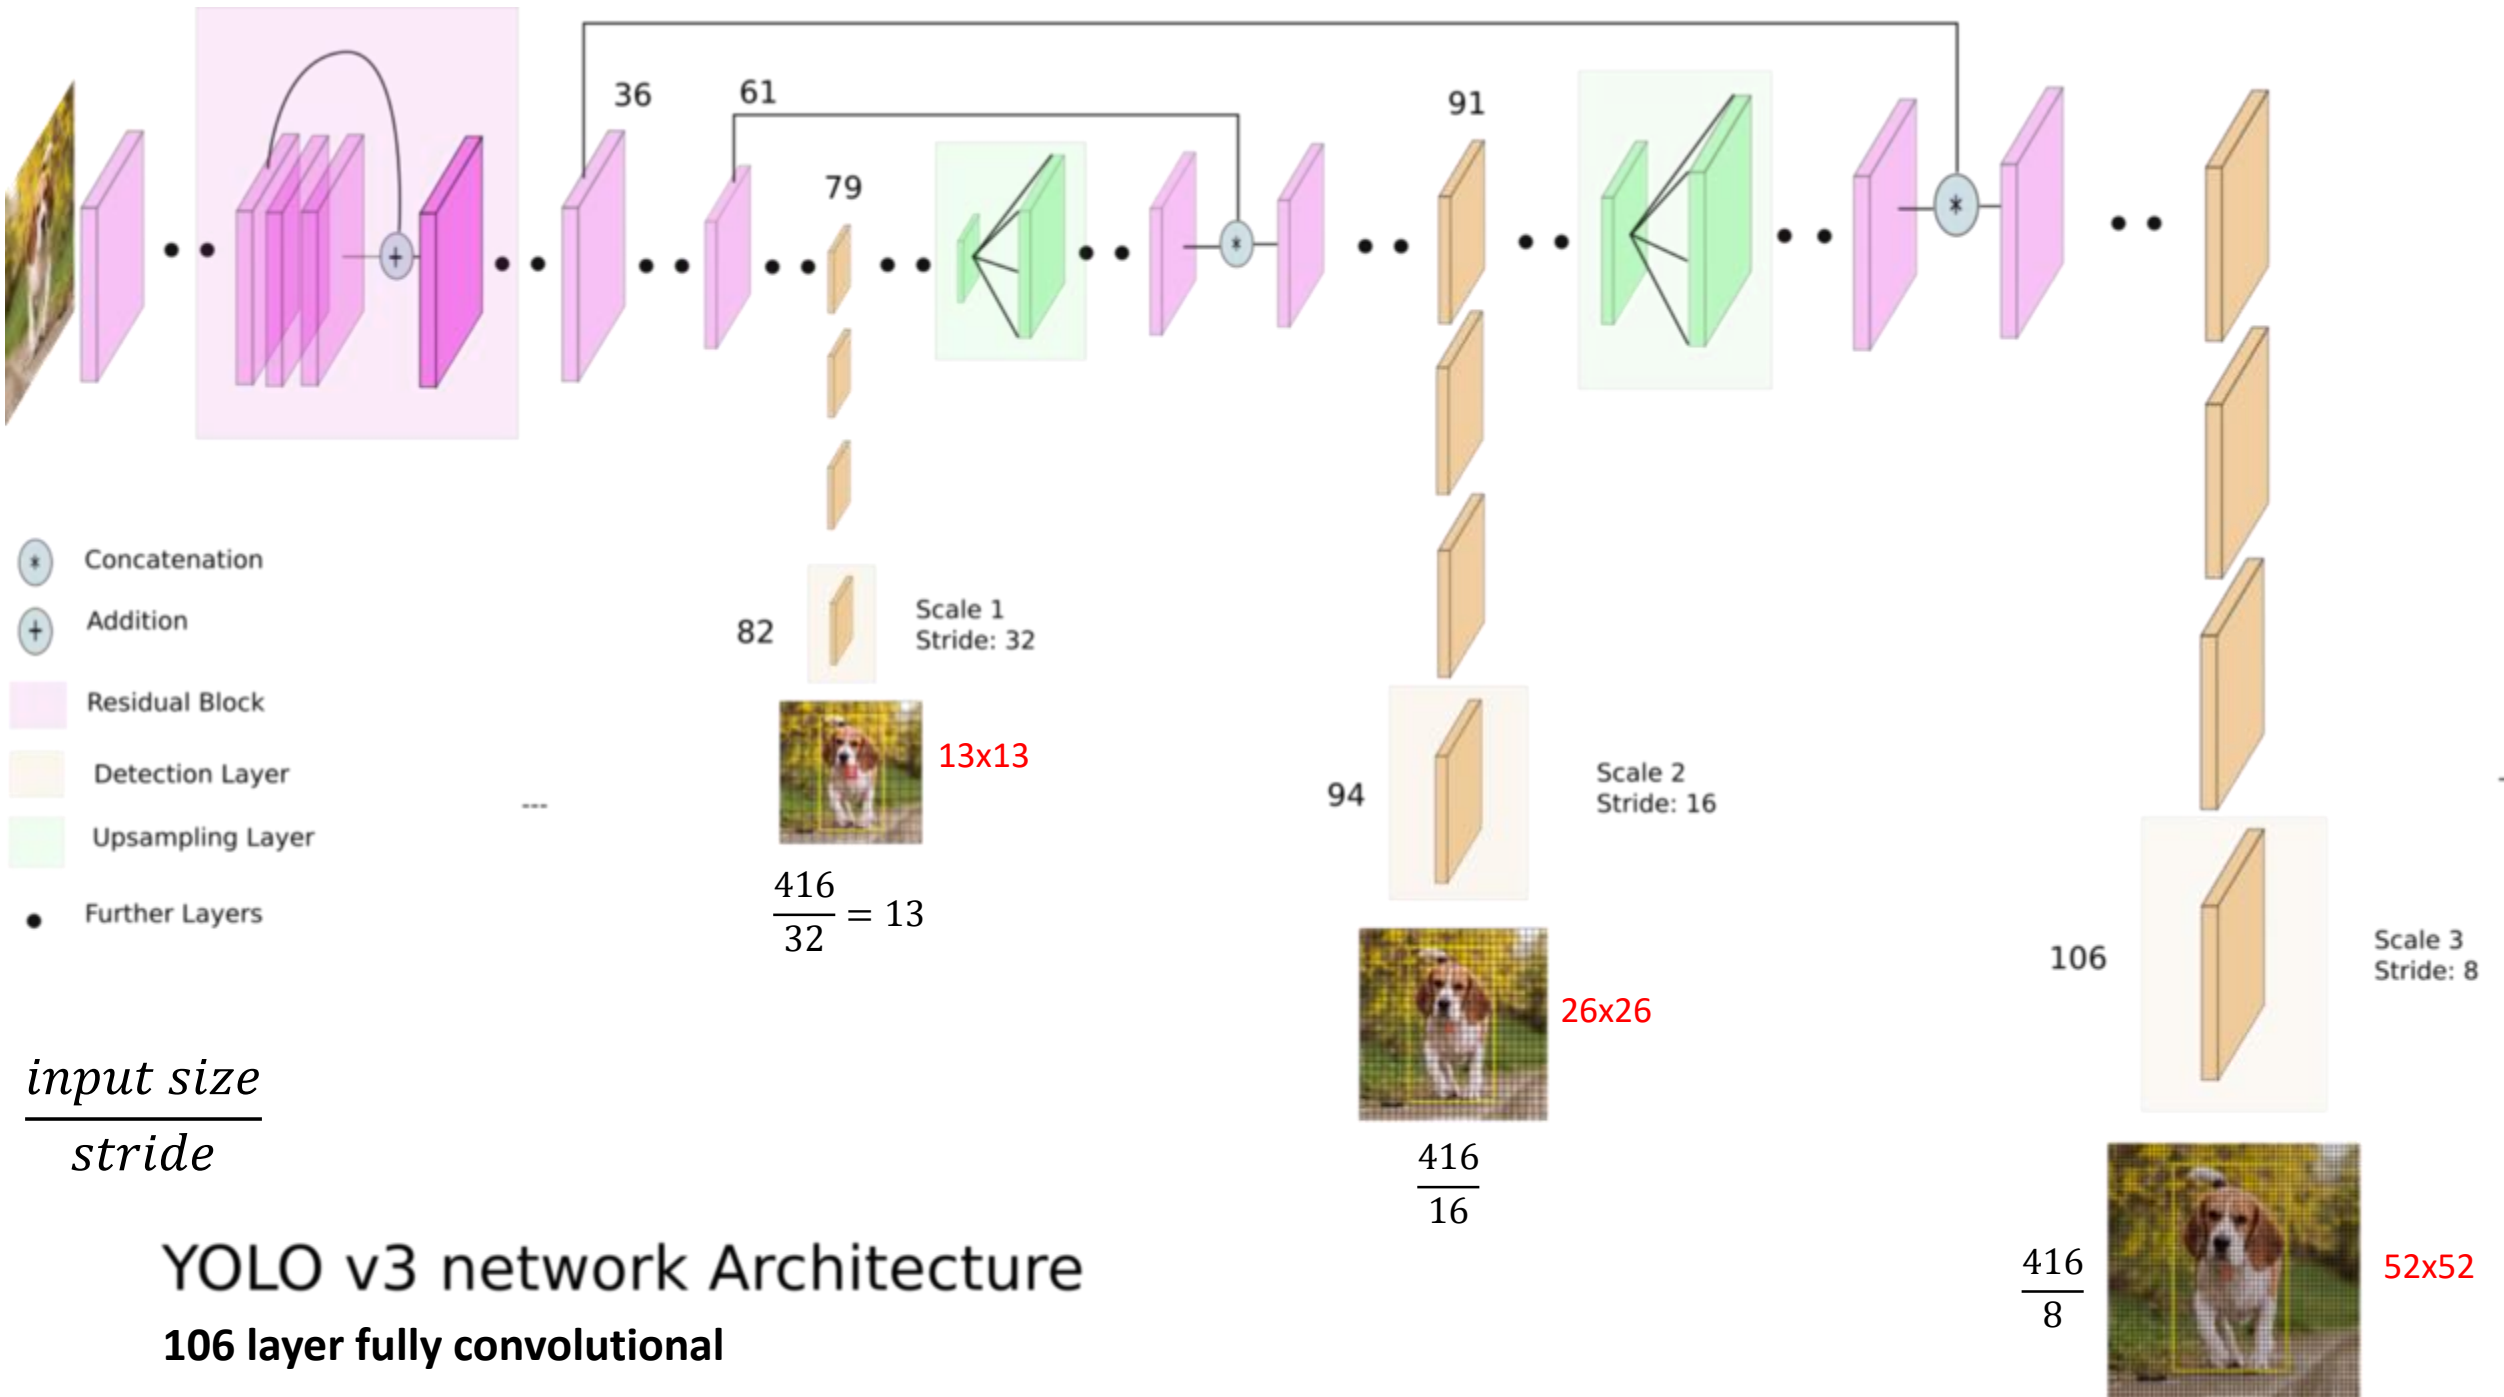 36
61
91
79
*
*
+
* Concatenation
+ Addition
Residual Block
Detection Layer
Upsampling Layer
Further Layers
---
82
Scale 1
Stride: 32
13x13
416
32
= 13
94
Scale 2
Stride: 16
26x26
416
16
106
Scale 3
Stride: 8
52x52
416
8
input size
stride
YOLO v3 network Architecture
106 layer fully convolutional